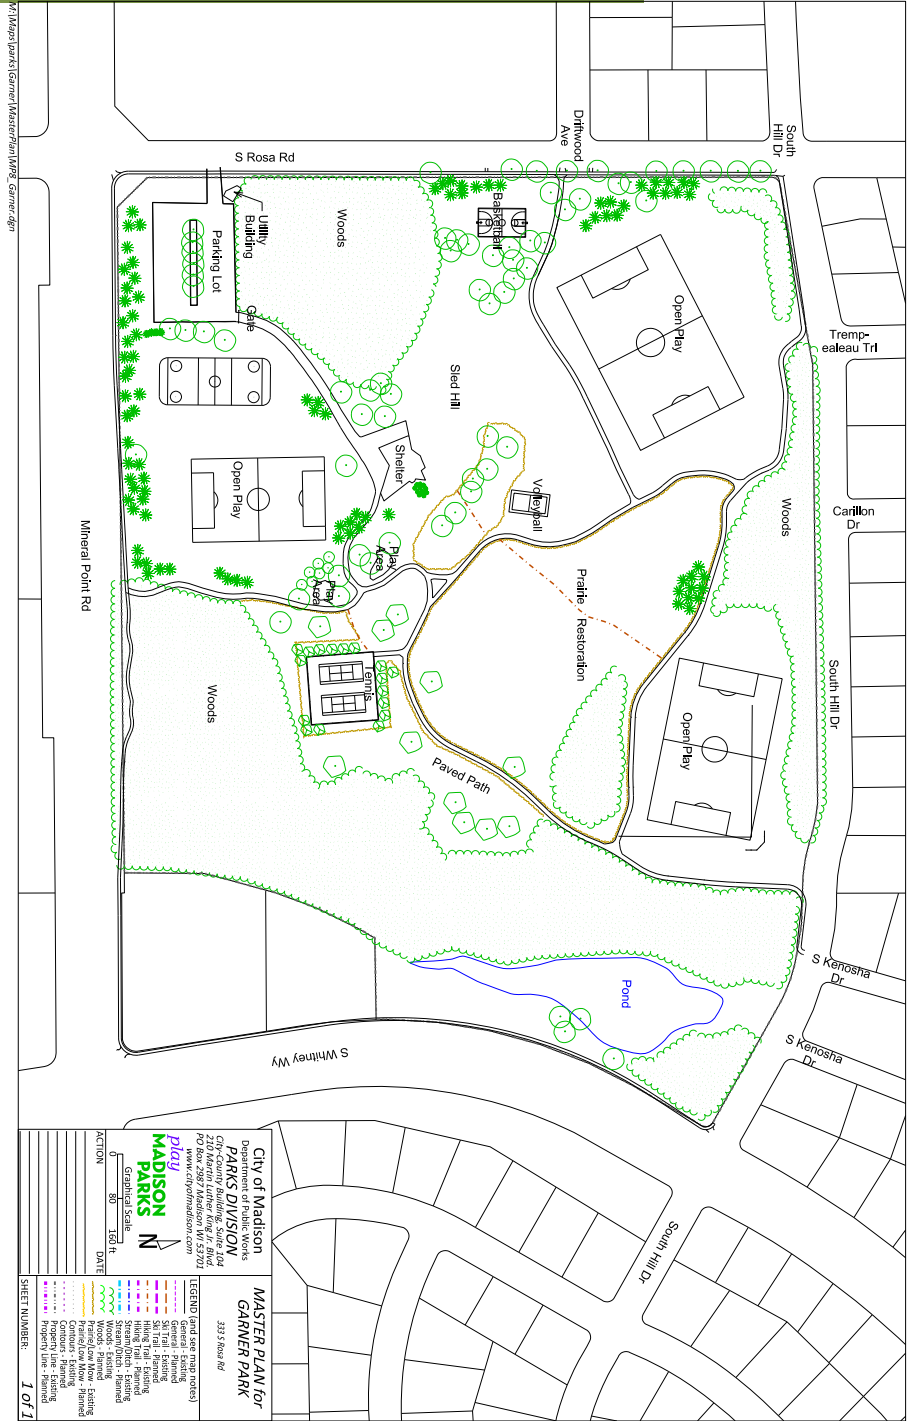 M:\Maps\parks\Garner\MasterPlan\MP8_Garner.dgn
S Rosa Rd
Driftwood
Ave
South
Hill Dr
Utility
Building
Parking Lot
Gate
Woods
Basketball
Open Play
Tremp-
ealeau Trl
Sled Hill
Shelter
Open Play
Volleyball
Woods
Carillon
Dr
Mineral Point Rd
Play
Area
Play
Area
Prairie Restoration
Woods
Tennis
Open Play
South Hill Dr
Paved Path
Pond
S Kenosha
Dr
S Kenosha
Dr
S Whitney Wy
South Hill Dr
City of Madison
Department of Public Works
PARKS DIVISION
City-County Building, Suite 104
210 Martin Luther King Jr. Blvd.
PO Box 2987 Madison WI 53701
www.cityofmadison.com
play
MADISON
PARKS
N
0 80 160 ft
Graphical Scale
ACTION DATE
MASTER PLAN for
GARNER PARK
333 S Rosa Rd
LEGEND (and see map notes)
General - Existing
General - Planned
Ski Trail - Existing
Ski Trail - Planned
Hiking Trail - Existing
Hiking Trail - Planned
Stream/Ditch - Existing
Stream/Ditch - Planned
Woods - Existing
Woods - Planned
Prairie/Low Mow - Existing
Prairie/Low Mow - Planned
Contours - Existing
Contours - Planned
Property Line - Existing
Property Line - Planned
SHEET NUMBER:
1 of 1